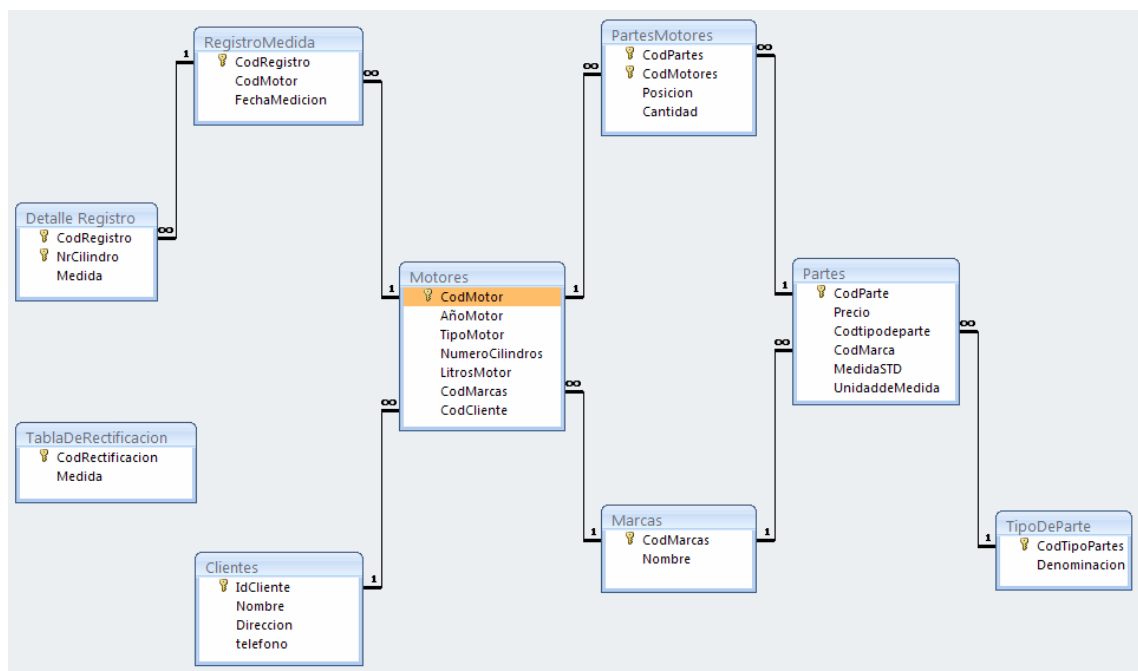 RegistroMedida
CodRegistro
CodMotor
FechaMedicion
1
∞
PartesMotores
CodPartes
CodMotores
Posicion
Cantidad
∞
∞
Detalle Registro
CodRegistro
NrCilindro
Medida
∞
Motores
CodMotor
AñoMotor
TipoMotor
NumeroCilindros
LitrosMotor
CodMarcas
CodCliente
1
1
∞
∞
Partes
CodParte
Precio
Codtipodeparte
CodMarca
MedidaSTD
UnidaddeMedida
1
∞
∞
TablaDeRectificacion
CodRectificacion
Medida
Clientes
IdCliente
Nombre
Direccion
telefono
1
Marcas
CodMarcas
Nombre
1
1
TipoDeParte
CodTipoPartes
Denominacion
1